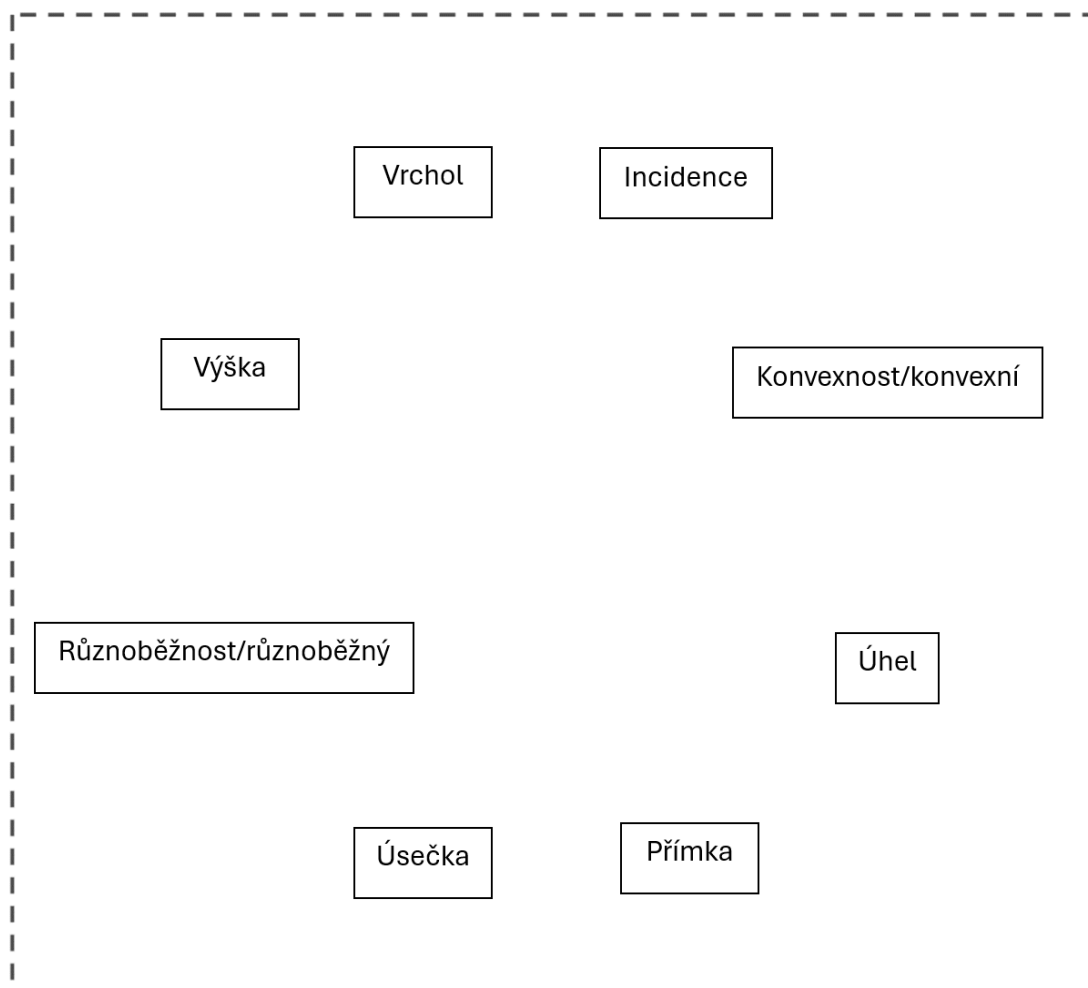 Vrchol
Incidence
Výška
Konvexnost/konvexní
Různoběžnost/různoběžný
Úhel
Úsečka
Přímka